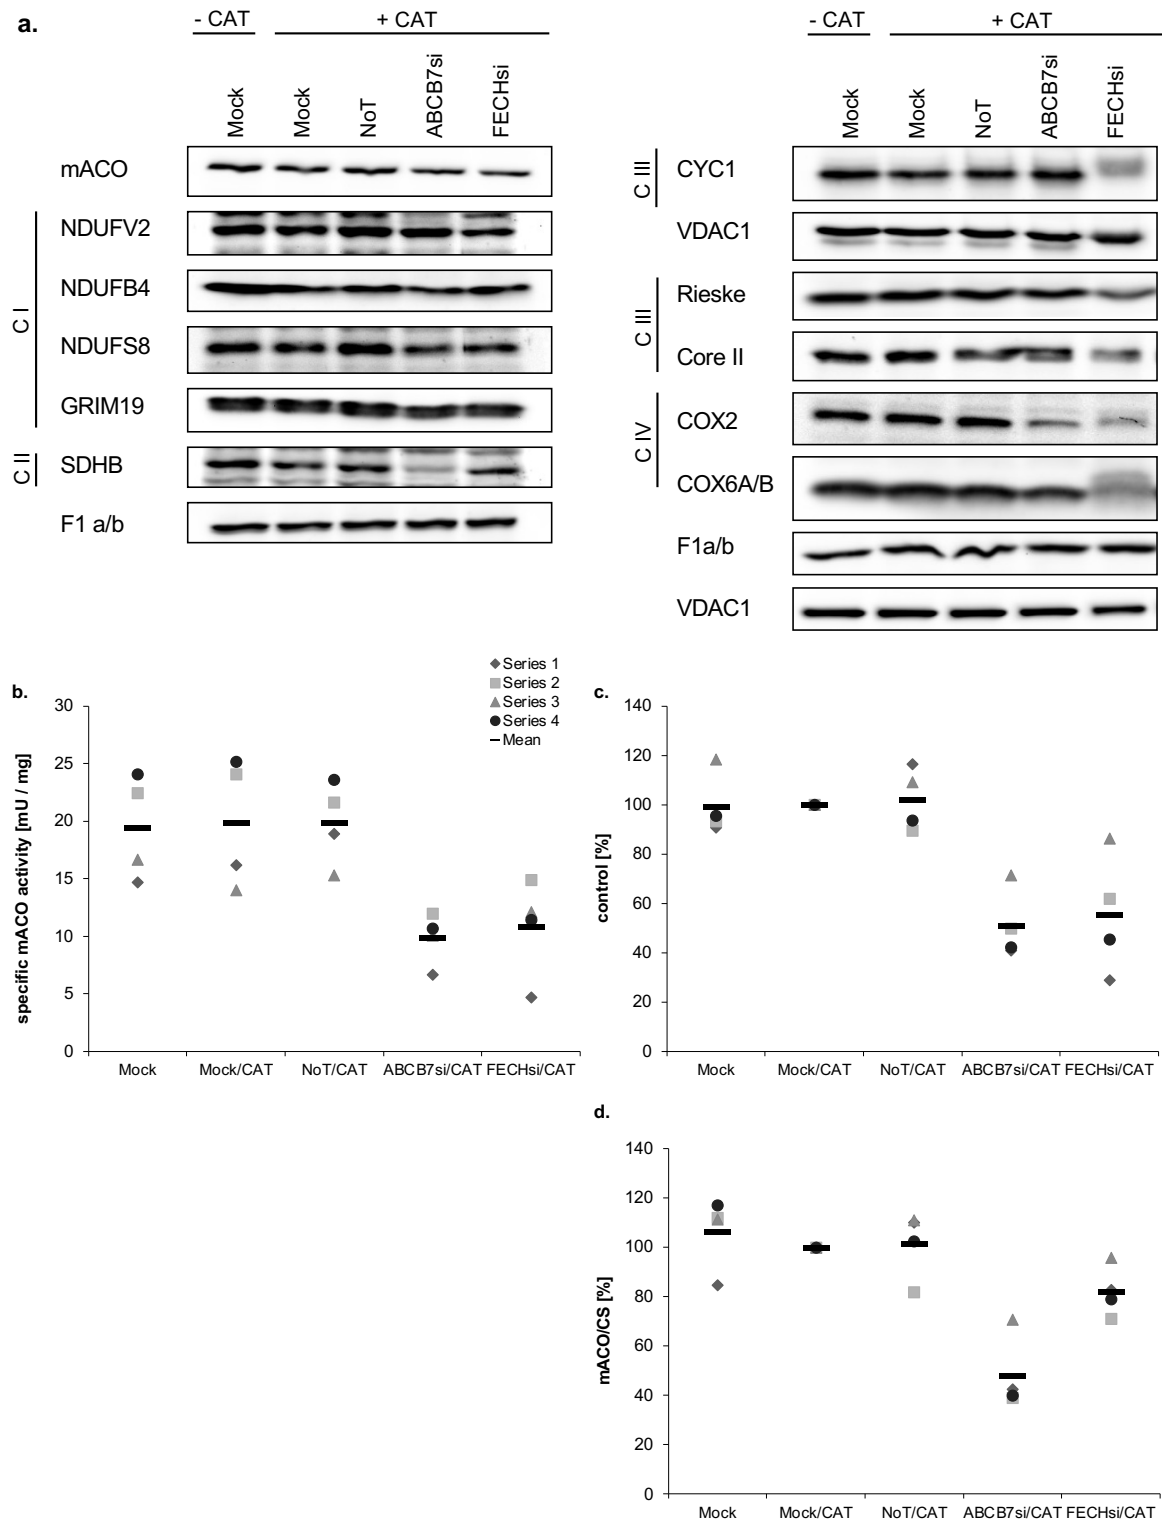 a.
- CAT
+ CAT
Mock
Mock
NoT
ABCB7si
FECHsi
mACO
C I
NDUFV2
NDUFB4
NDUFS8
GRIM19
C II
SDHB
F1 a/b
- CAT
+ CAT
Mock
Mock
NoT
ABCB7si
FECHsi
C III
CYC1
VDAC1
C III
Rieske
Core II
C IV
COX2
COX6A/B
F1a/b
VDAC1
b.
Series 1
Series 2
Series 3
Series 4
Mean
specific mACO activity [mU / mg]
30
25
20
15
10
5
0
Mock
Mock/CAT
NoT/CAT
ABCB7si/CAT
FECHsi/CAT
c.
control [%]
140
120
100
80
60
40
20
0
Mock
Mock/CAT
NoT/CAT
ABCB7si/CAT
FECHsi/CAT
d.
mACO/CS [%]
140
120
100
80
60
40
20
0
Mock
Mock/CAT
NoT/CAT
ABCB7si/CAT
FECHsi/CAT